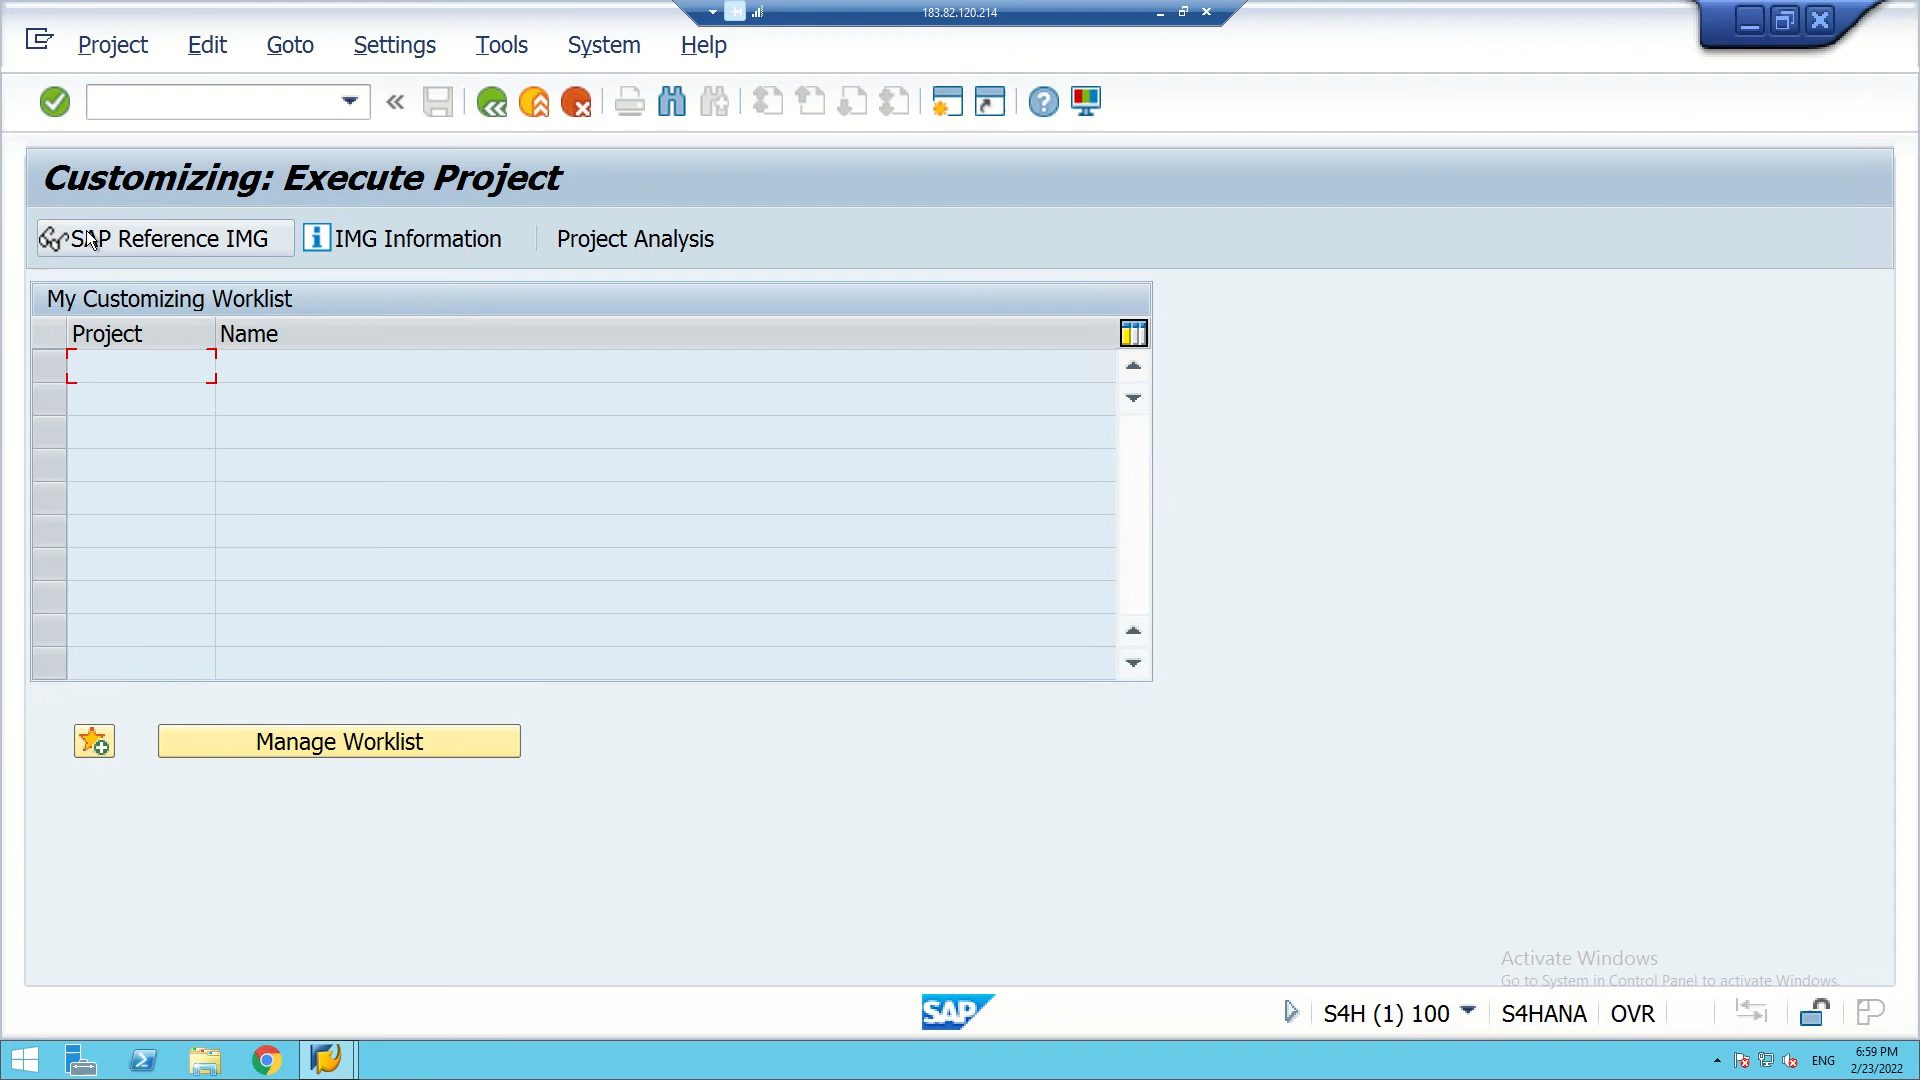 183.82.120.214
Project Edit Goto Settings Tools System Help
Customizing: Execute Project
SAP Reference IMG IMG Information Project Analysis
My Customizing Worklist
Project Name
Manage Worklist
Activate Windows
Go to System in Control Panel to activate Windows.
SAP S4H (1) 100 S4HANA OVR
ENG
6:59 PM
2/23/2022